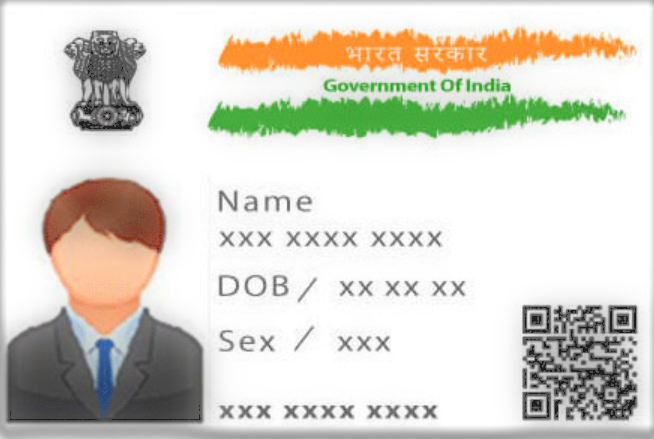 भारत सरकार
Government Of India
Name
xxx xxxx xxxx
DOB / xx xx xx
Sex / xxx
xxx xxxx xxxx